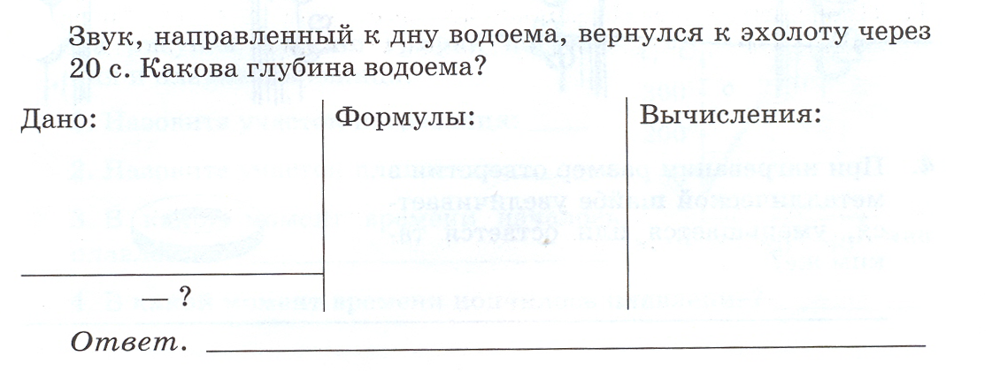 Звук, направленный к дну водоема, вернулся к эхолоту через
20 с. Какова глубина водоема?
Дано:
Формулы:
Вычисления:
— ?
Ответ.